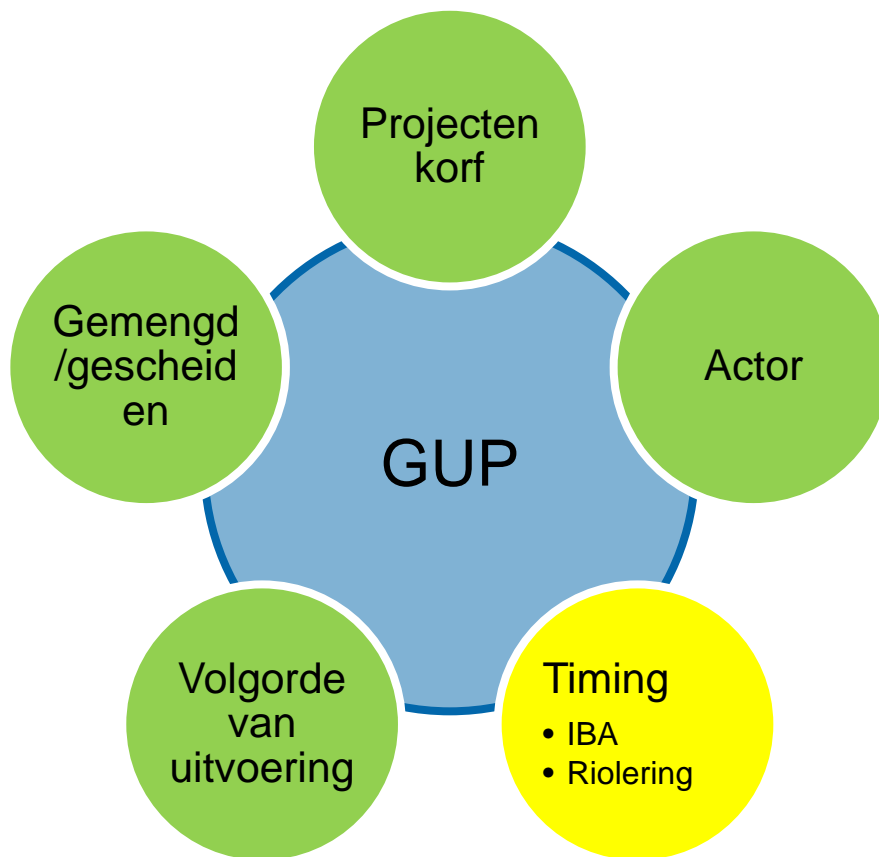 Projecten
korf
Gemengd
/gescheid
en
Actor
GUP
Volgorde
van
uitvoering
Timing
• IBA
• Riolering